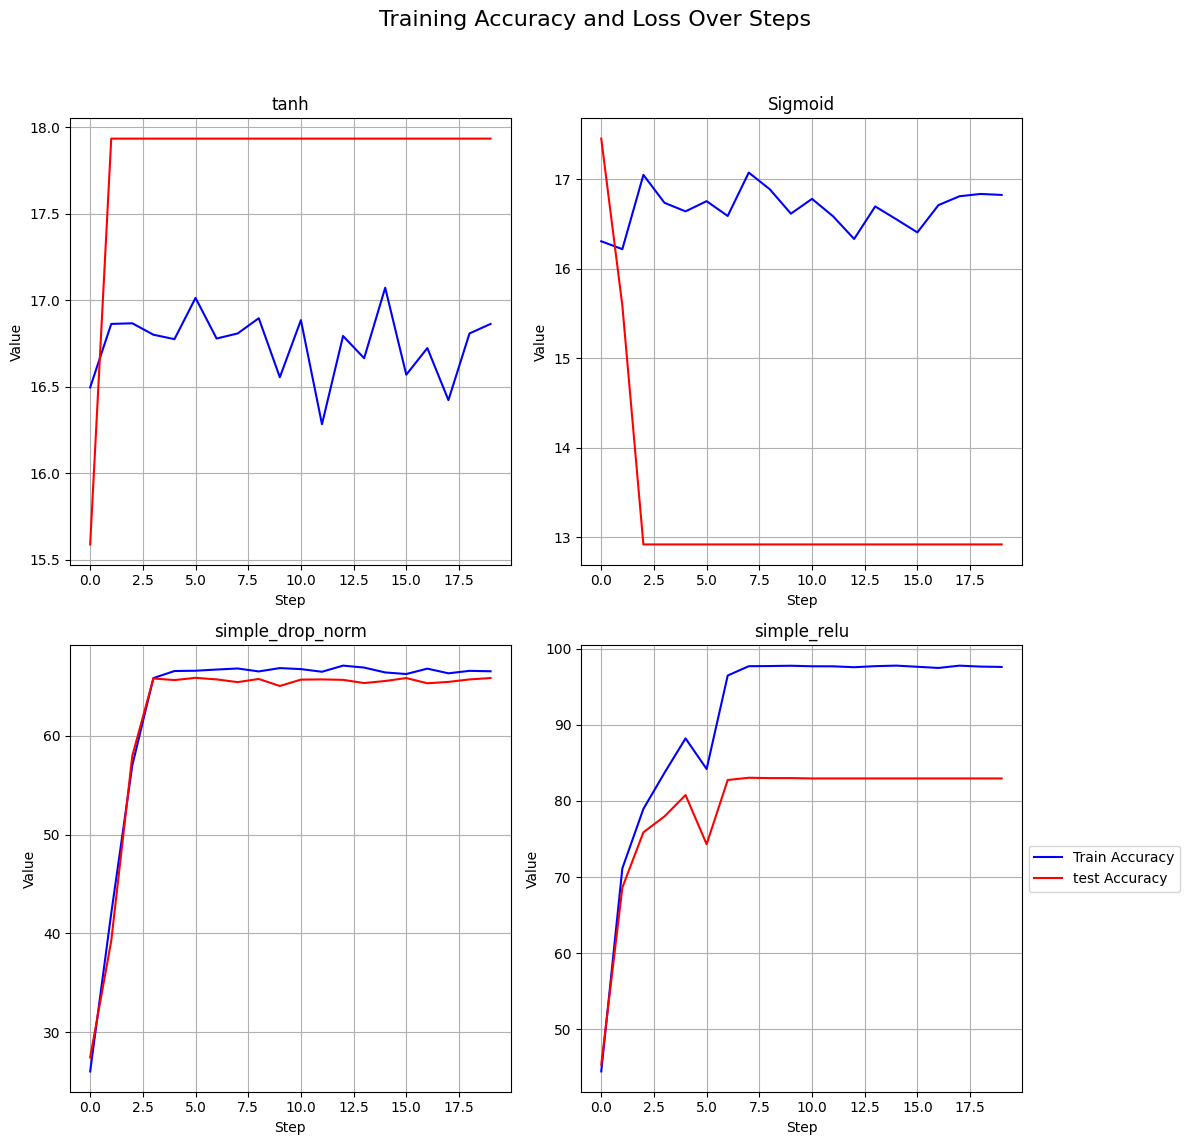 Training Accuracy and Loss Over Steps
tanh
Value
18.0
17.5
17.0
16.5
16.0
15.5
0.0 2.5 5.0 7.5 10.0 12.5 15.0 17.5
Step
Sigmoid
Value
17
16
15
14
13
0.0 2.5 5.0 7.5 10.0 12.5 15.0 17.5
Step
simple_drop_norm
Value
60
50
40
30
0.0 2.5 5.0 7.5 10.0 12.5 15.0 17.5
Step
simple_relu
Value
100
90
80
70
60
50
0.0 2.5 5.0 7.5 10.0 12.5 15.0 17.5
Step
Train Accuracy
test Accuracy